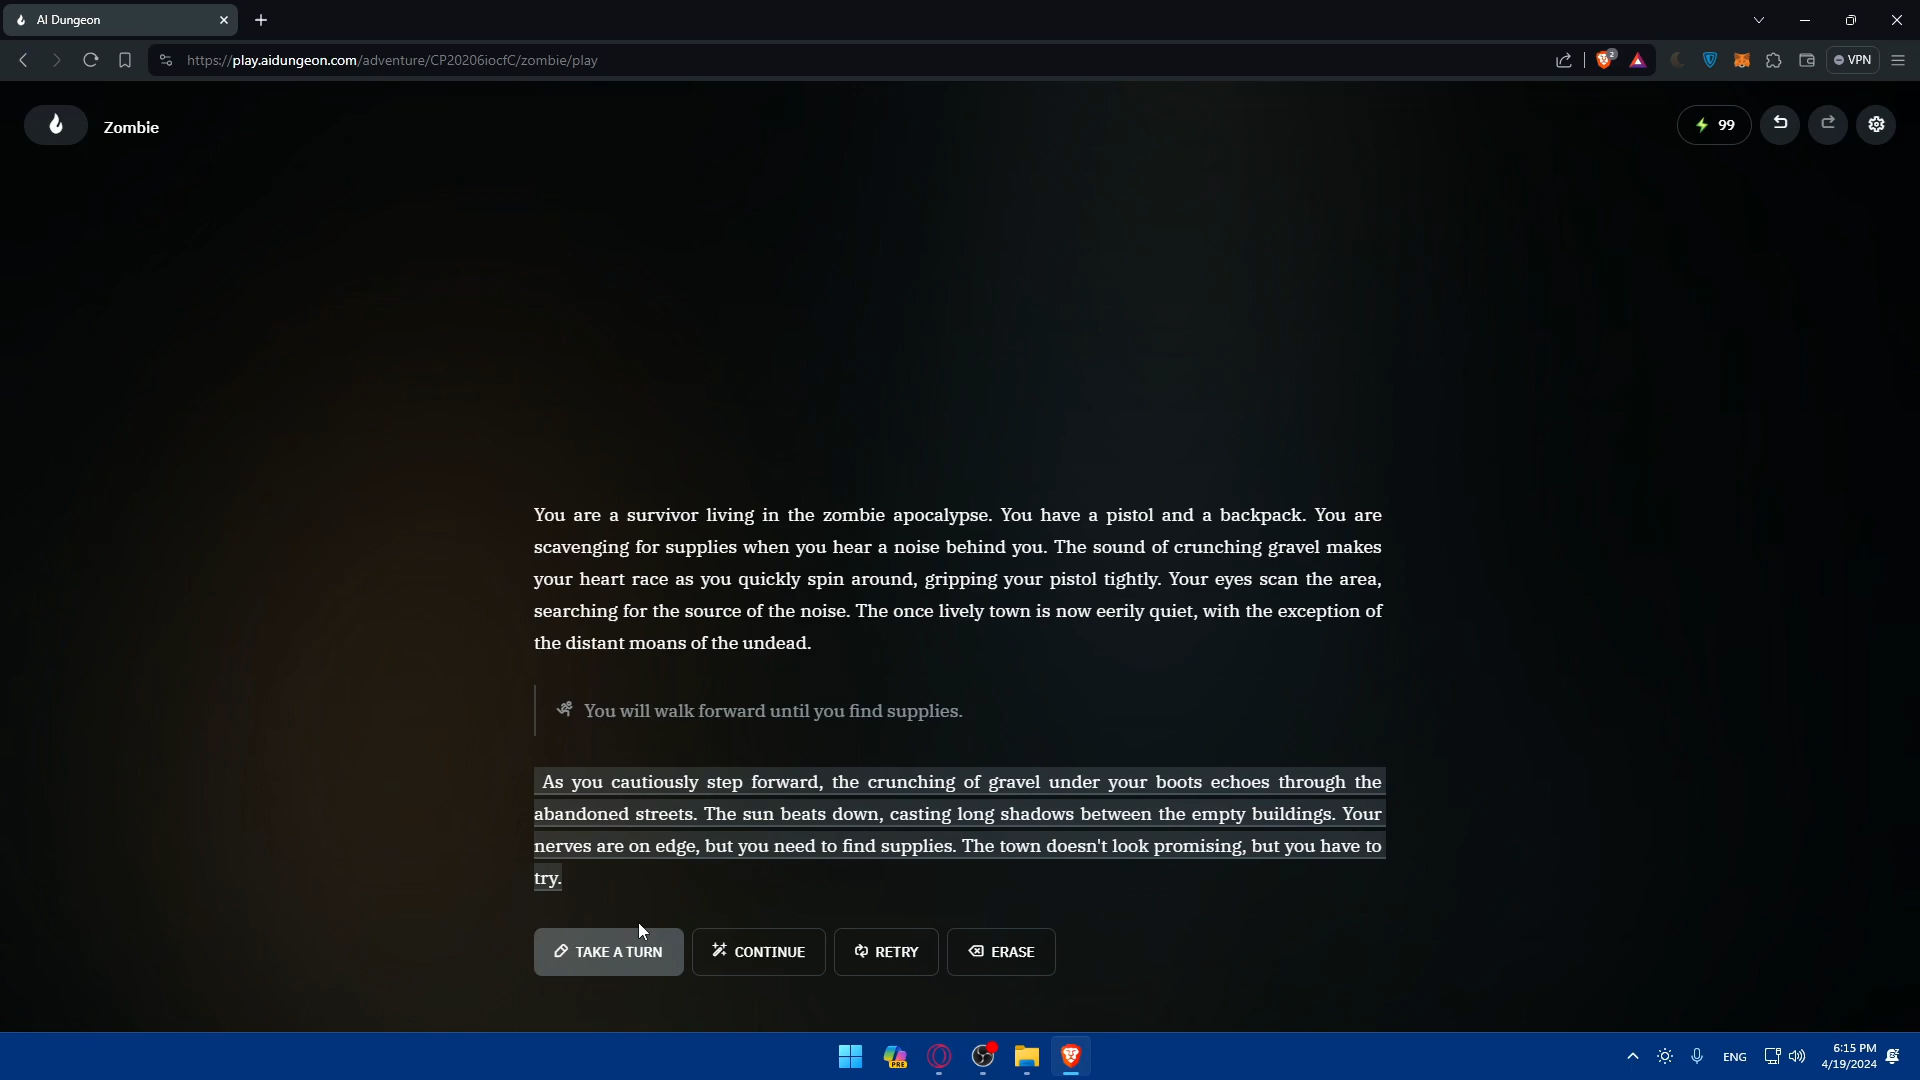 AI Dungeon
https://play.aidungeon.com/adventure/CP20206iocfC/zombie/play
2
VPN
Zombie
99
You are a survivor living in the zombie apocalypse. You have a pistol and a backpack. You are
scavenging for supplies when you hear a noise behind you. The sound of crunching gravel makes
your heart race as you quickly spin around, gripping your pistol tightly. Your eyes scan the area,
searching for the source of the noise. The once lively town is now eerily quiet, with the exception of
the distant moans of the undead.
You will walk forward until you find supplies.
As you cautiously step forward, the crunching of gravel under your boots echoes through the
abandoned streets. The sun beats down, casting long shadows between the empty buildings. Your
nerves are on edge, but you need to find supplies. The town doesn't look promising, but you have to
try.
TAKE A TURN
CONTINUE
RETRY
ERASE
PRE
ENG
6:15 PM
4/19/2024